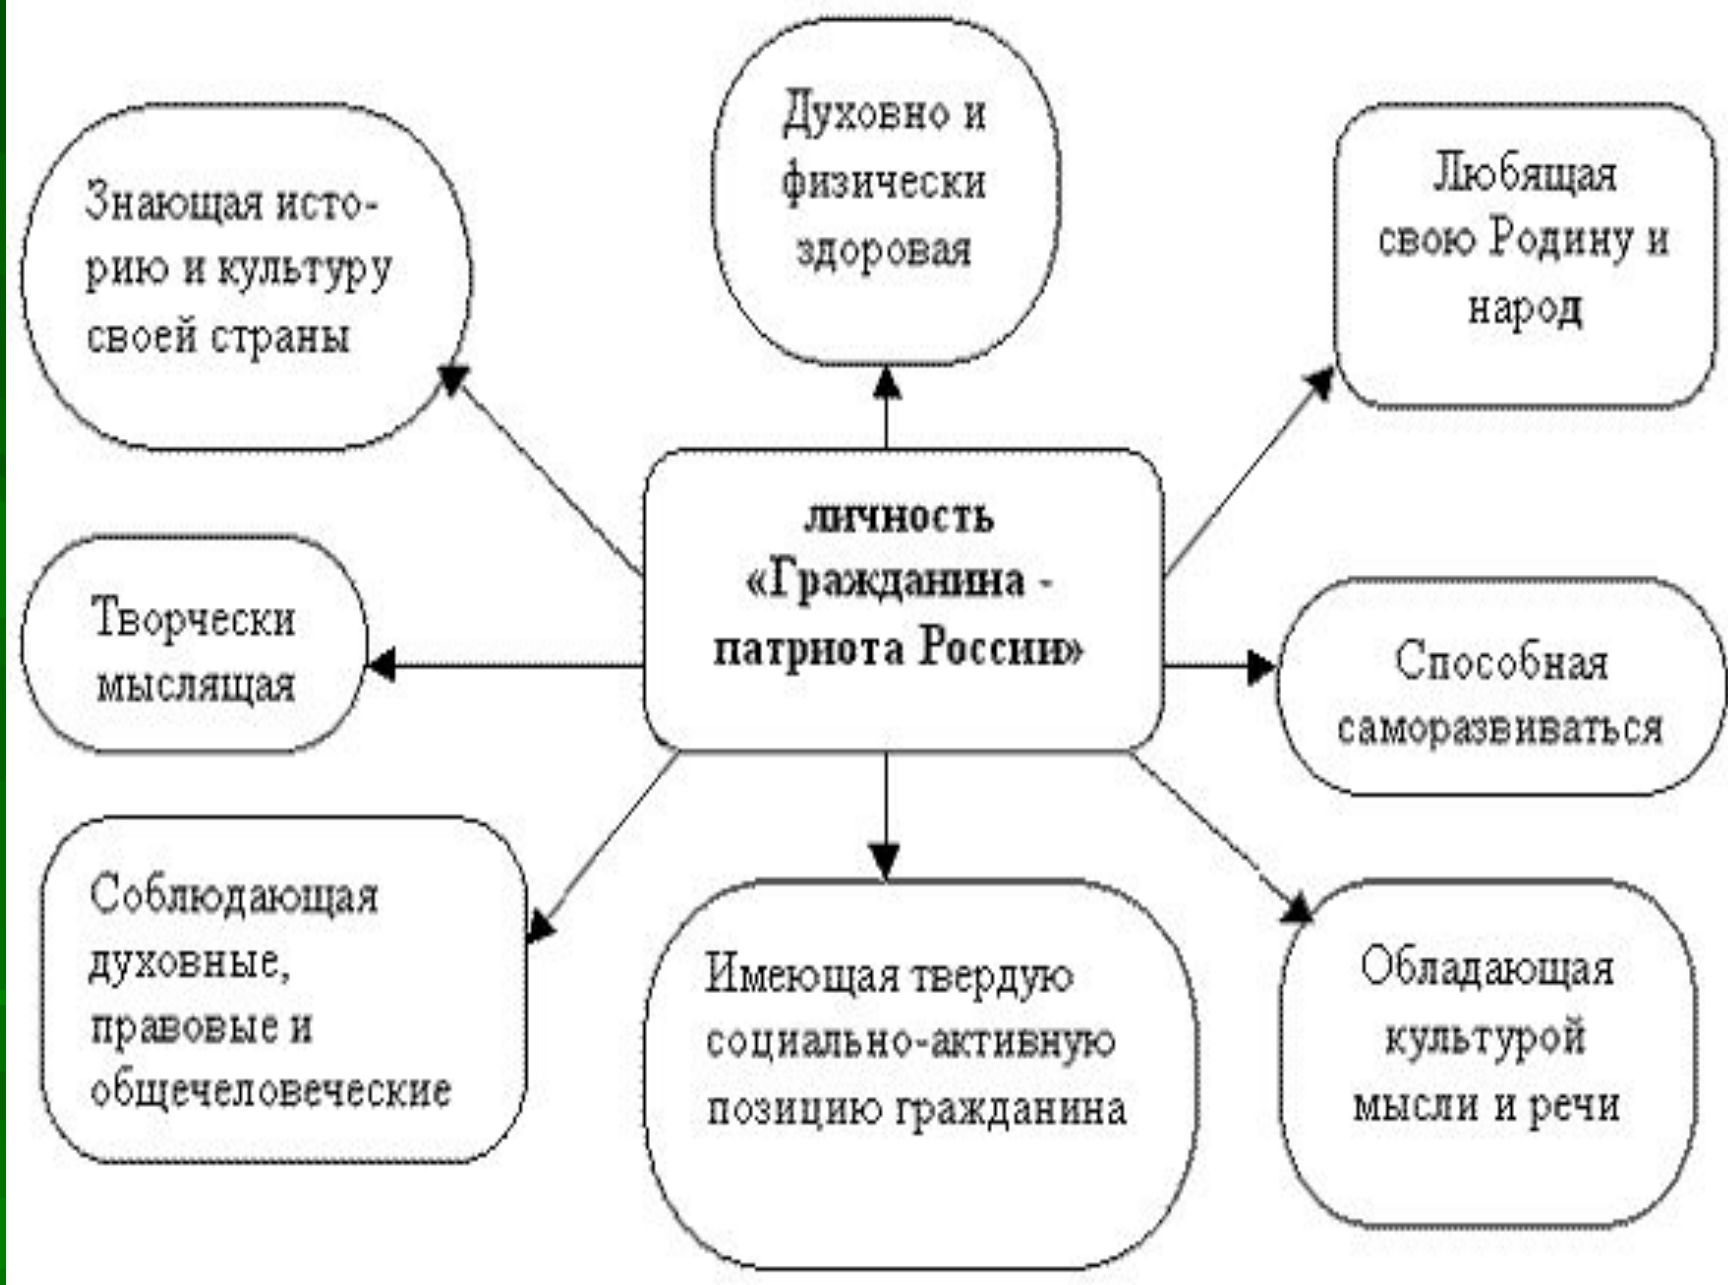 Духовно и
физически
здоровая
Знающая исто-
рию и культуру
своей страны
Любящая
свою Родину и
народ
личность
«Гражданина -
патриота России»
Творчески
мыслящая
Способная
саморазвиваться
Соблюдающая
духовные,
правовые и
общечеловеческие
Имеющая твердую
социально-активную
позицию гражданина
Обладающая
культурой
мысли и речи